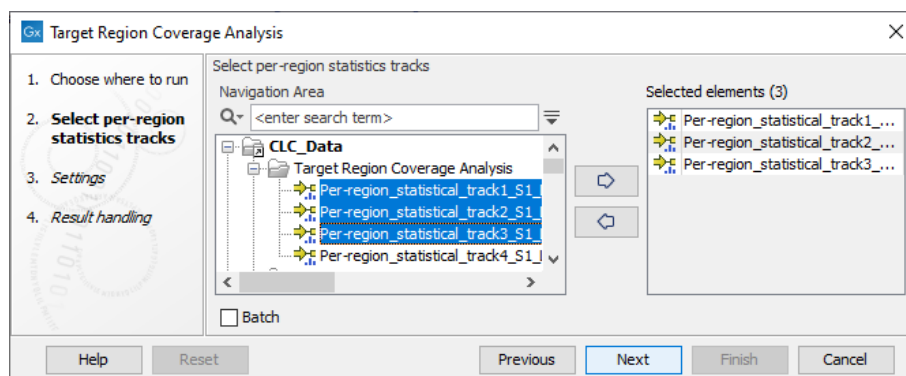 Gx Target Region Coverage Analysis
1. Choose where to run
2. Select per-region
statistics tracks
3. Settings
4. Result handling
Select per-region statistics tracks
Navigation Area
<enter search term>
CLC_Data
Target Region Coverage Analysis
Per-region_statistical_track1_S1_
Per-region_statistical_track2_S1_
Per-region_statistical_track3_S1_
Per-region_statistical_track4_S1_
Batch
Selected elements (3)
Per-region_statistical_track1_...
Per-region_statistical_track2_...
Per-region_statistical_track3_...
Help
Reset
Previous
Next
Finish
Cancel